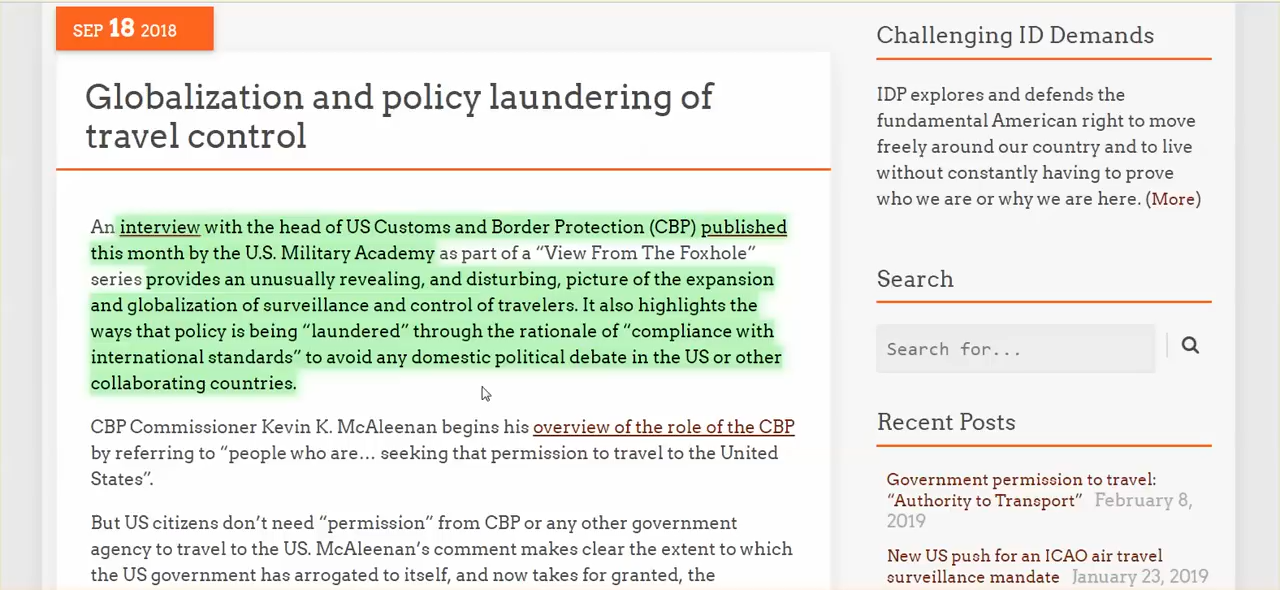 SEP 18 2018
Globalization and policy laundering of
travel control
An interview with the head of US Customs and Border Protection (CBP) published
this month by the U.S. Military Academy as part of a “View From The Foxhole”
series provides an unusually revealing, and disturbing, picture of the expansion
and globalization of surveillance and control of travelers. It also highlights the
ways that policy is being “laundered” through the rationale of “compliance with
international standards” to avoid any domestic political debate in the US or other
collaborating countries.
CBP Commissioner Kevin K. McAleenan begins his overview of the role of the CBP
by referring to “people who are… seeking that permission to travel to the United
States”.
But US citizens don’t need “permission” from CBP or any other government
agency to travel to the US. McAleenan’s comment makes clear the extent to which
the US government has arrogated to itself, and now takes for granted, the
Challenging ID Demands
IDP explores and defends the
fundamental American right to move
freely around our country and to live
without constantly having to prove
who we are or why we are here. (More)
Search
Search for...
Recent Posts
Government permission to travel:
“Authority to Transport” February 8,
2019
New US push for an ICAO air travel
surveillance mandate January 23, 2019